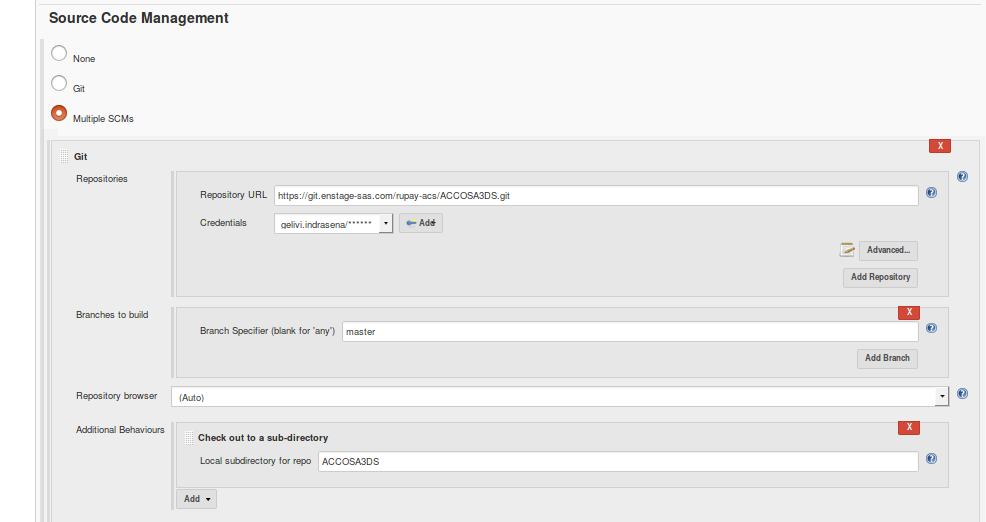 Source Code Management
None
Git
Multiple SCMs
X
Git
Repositories
Repository URL https://git.enstage-sas.com/rupay-acs/ACCOSA3DS.git
Credentials gelivi.indrasena/****** Add
Advanced...
Add Repository
Branches to build
X
Branch Specifier (blank for 'any') master
Add Branch
Repository browser (Auto)
Additional Behaviours
X
Check out to a sub-directory
Local subdirectory for repo ACCOSA3DS
Add